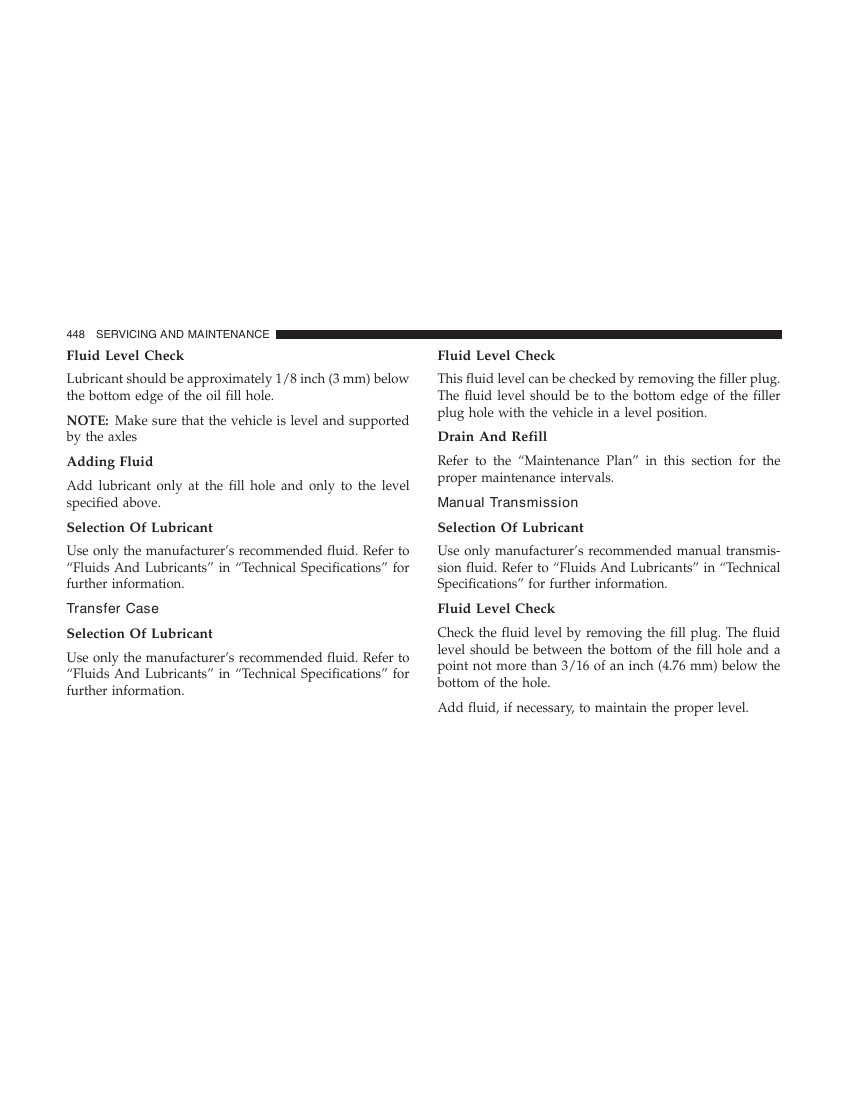 448 SERVICING AND MAINTENANCE
Fluid Level Check
Lubricant should be approximately 1/8 inch (3 mm) below
the bottom edge of the oil fill hole.
NOTE: Make sure that the vehicle is level and supported
by the axles
Adding Fluid
Add lubricant only at the fill hole and only to the level
specified above.
Selection Of Lubricant
Use only the manufacturer’s recommended fluid. Refer to
“Fluids And Lubricants” in “Technical Specifications” for
further information.
Transfer Case
Selection Of Lubricant
Use only the manufacturer’s recommended fluid. Refer to
“Fluids And Lubricants” in “Technical Specifications” for
further information.
Fluid Level Check
This fluid level can be checked by removing the filler plug.
The fluid level should be to the bottom edge of the filler
plug hole with the vehicle in a level position.
Drain And Refill
Refer to the “Maintenance Plan” in this section for the
proper maintenance intervals.
Manual Transmission
Selection Of Lubricant
Use only manufacturer’s recommended manual transmis-
sion fluid. Refer to “Fluids And Lubricants” in “Technical
Specifications” for further information.
Fluid Level Check
Check the fluid level by removing the fill plug. The fluid
level should be between the bottom of the fill hole and a
point not more than 3/16 of an inch (4.76 mm) below the
bottom of the hole.
Add fluid, if necessary, to maintain the proper level.